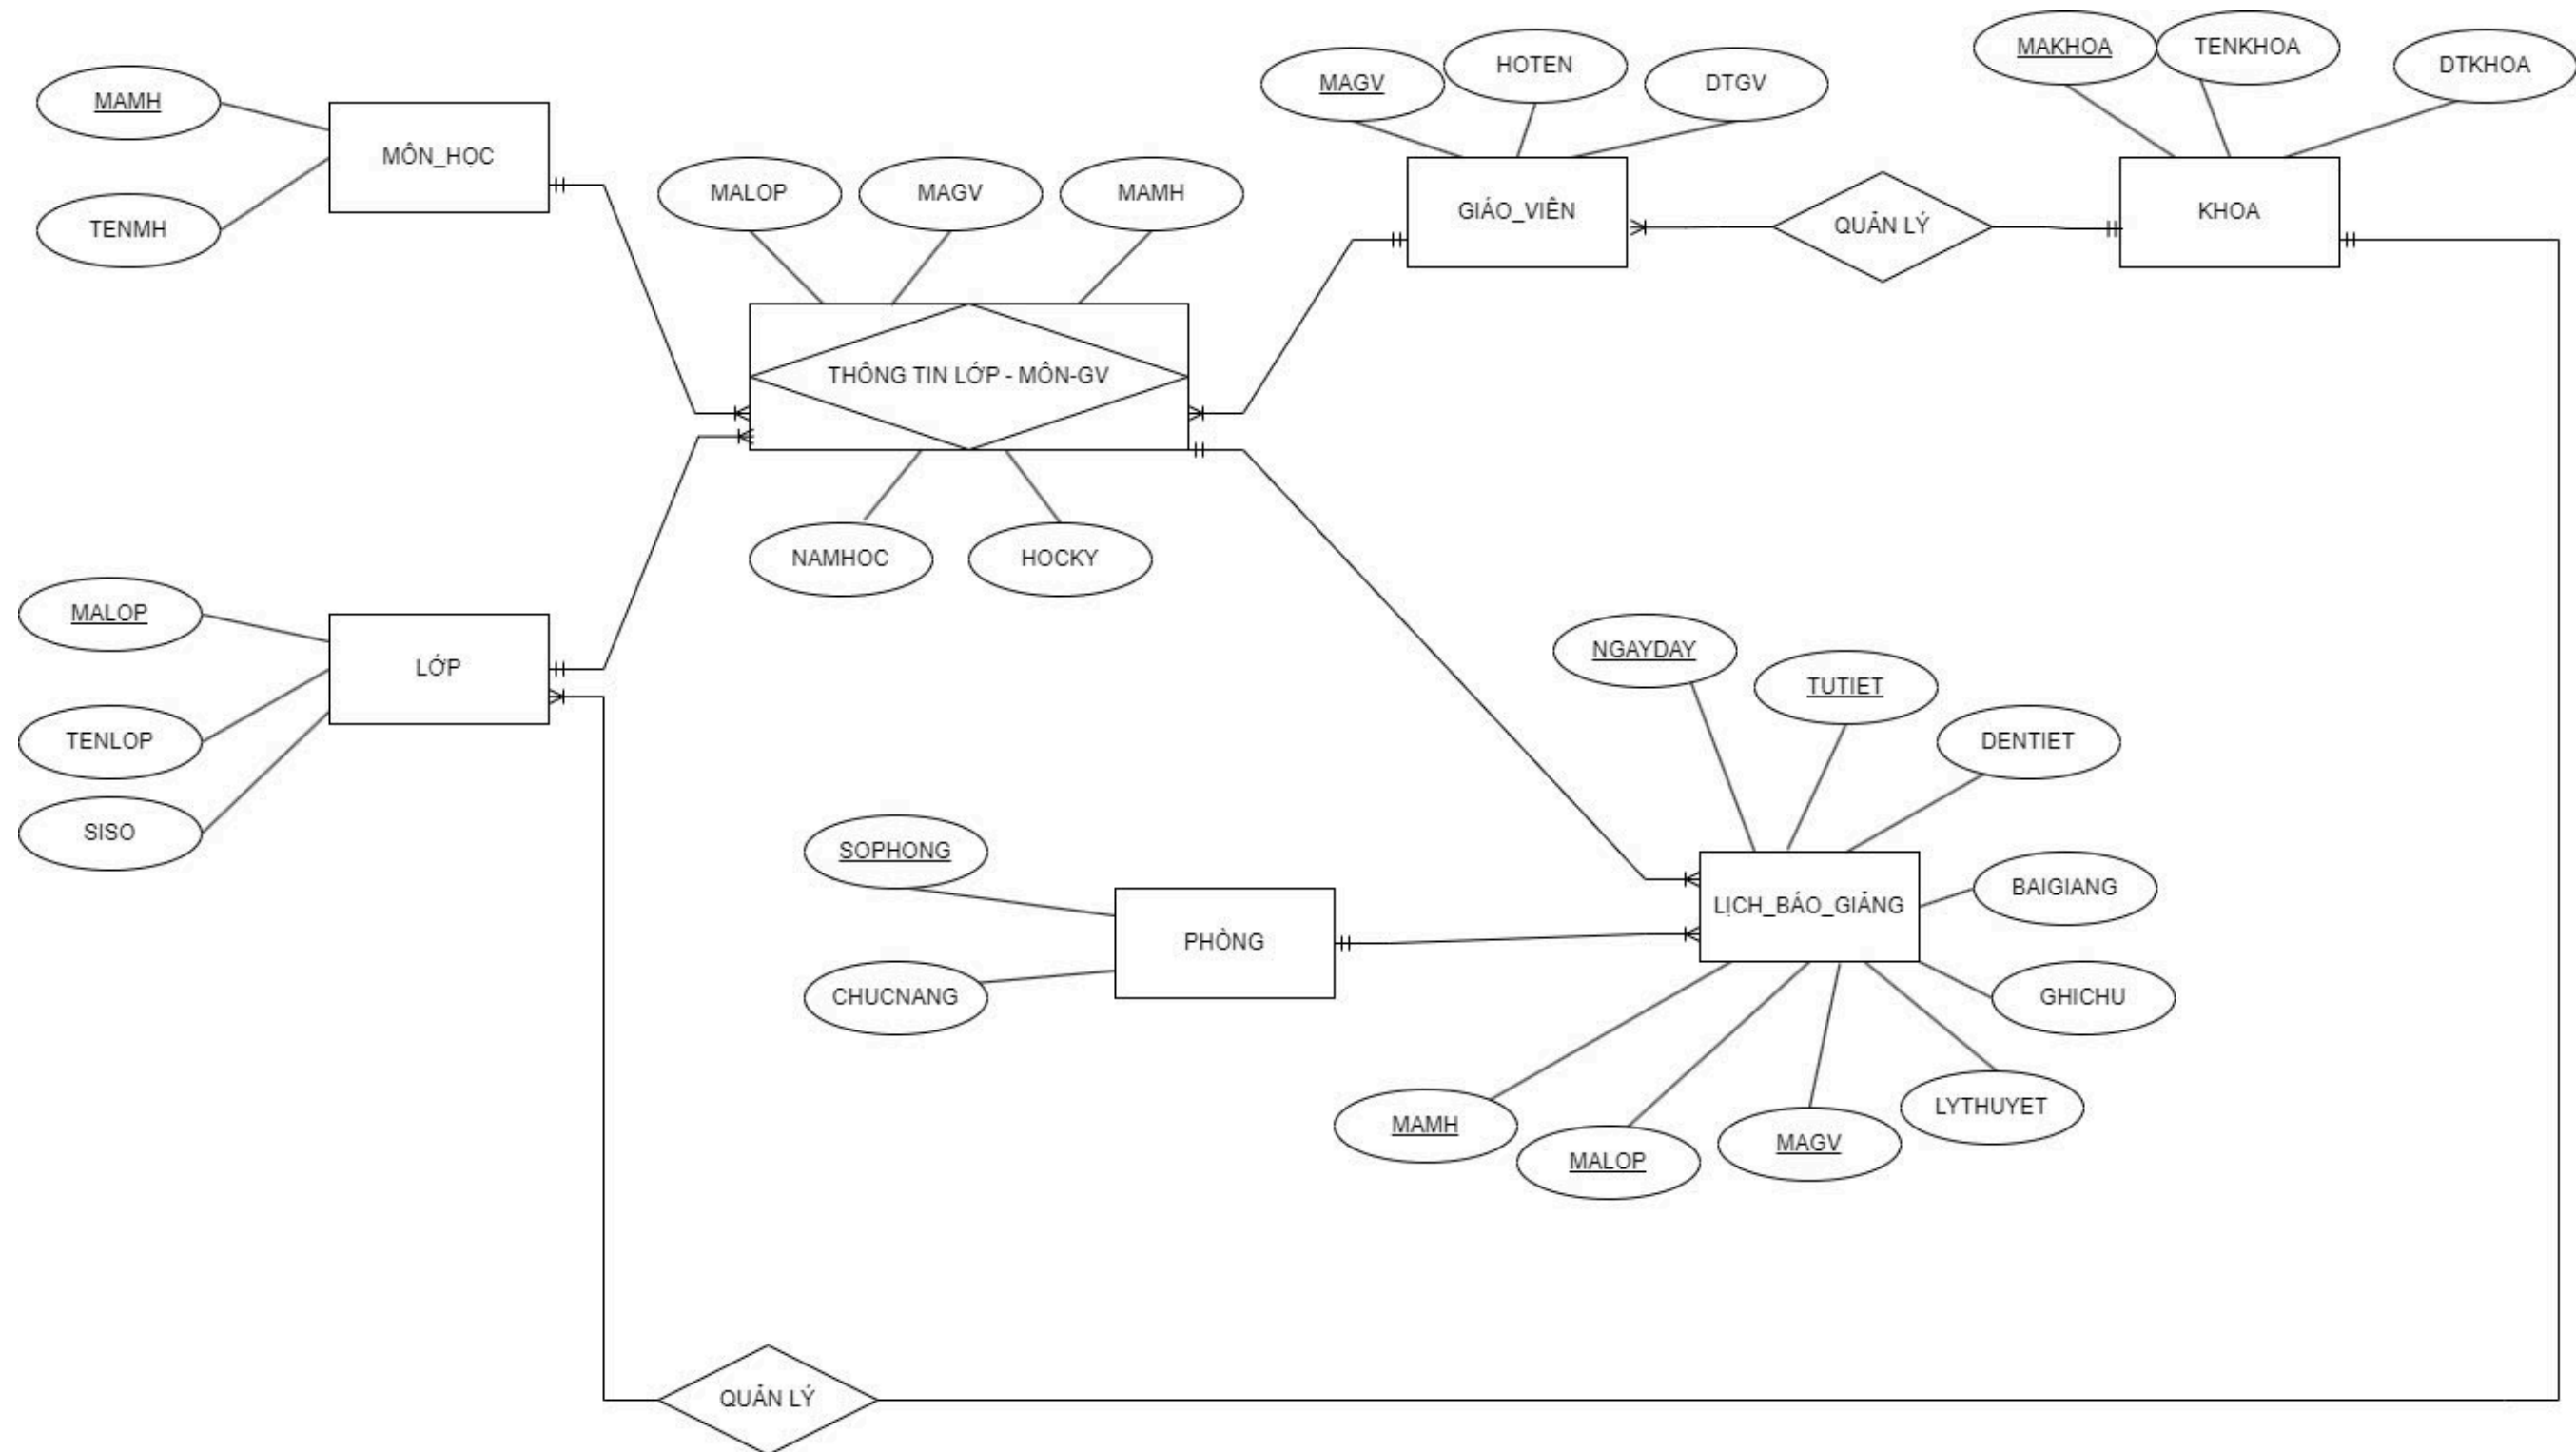 MAKHOA
TENKHOA
HOTEN
DTKHOA
MAGV
DTGV
MAMH
MÔN_HỌC
MALOP
MAGV
MAMH
TENMH
GIÁO_VIÊN
QUẢN LÝ
KHOA
THÔNG TIN LỚP - MÔN-GV
NAMHOC
HOCKY
MALOP
LỚP
TENLOP
SISO
NGAYDAY
TUTIET
DENTIET
SOPHONG
BAIGIANG
LỊCH_BÁO_GIẢNG
PHÒNG
CHUCNANG
GHICHU
LYTHUYET
MAMH
MAGV
MALOP
QUẢN LÝ